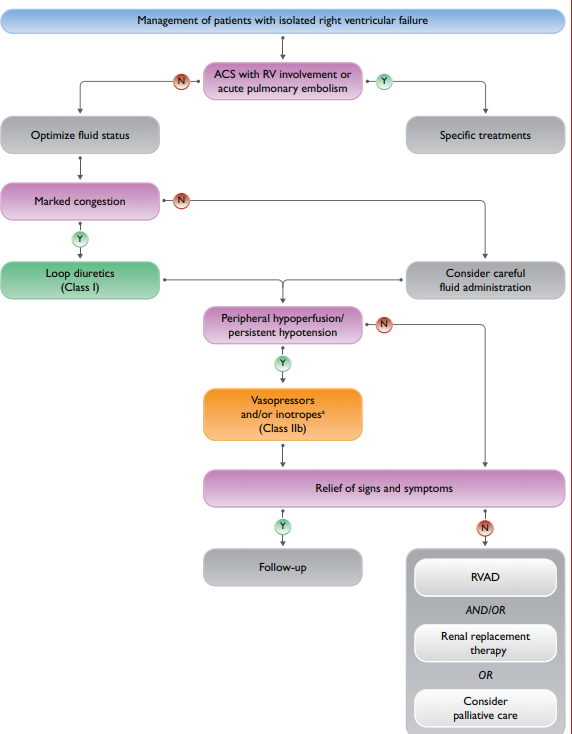 Management of patients with isolated right ventricular failure
ACS with RV involvement or
acute pulmonary embolism
N
Y
Optimize fluid status
Specific treatments
Marked congestion
N
Y
Loop diuretics
(Class I)
Consider careful
fluid administration
Peripheral hypoperfusion/
persistent hypotension
N
Y
Vasopressors
and/or inotropesᵃ
(Class IIb)
Relief of signs and symptoms
Y
N
Follow-up
RVAD
AND/OR
Renal replacement
therapy
OR
Consider
palliative care